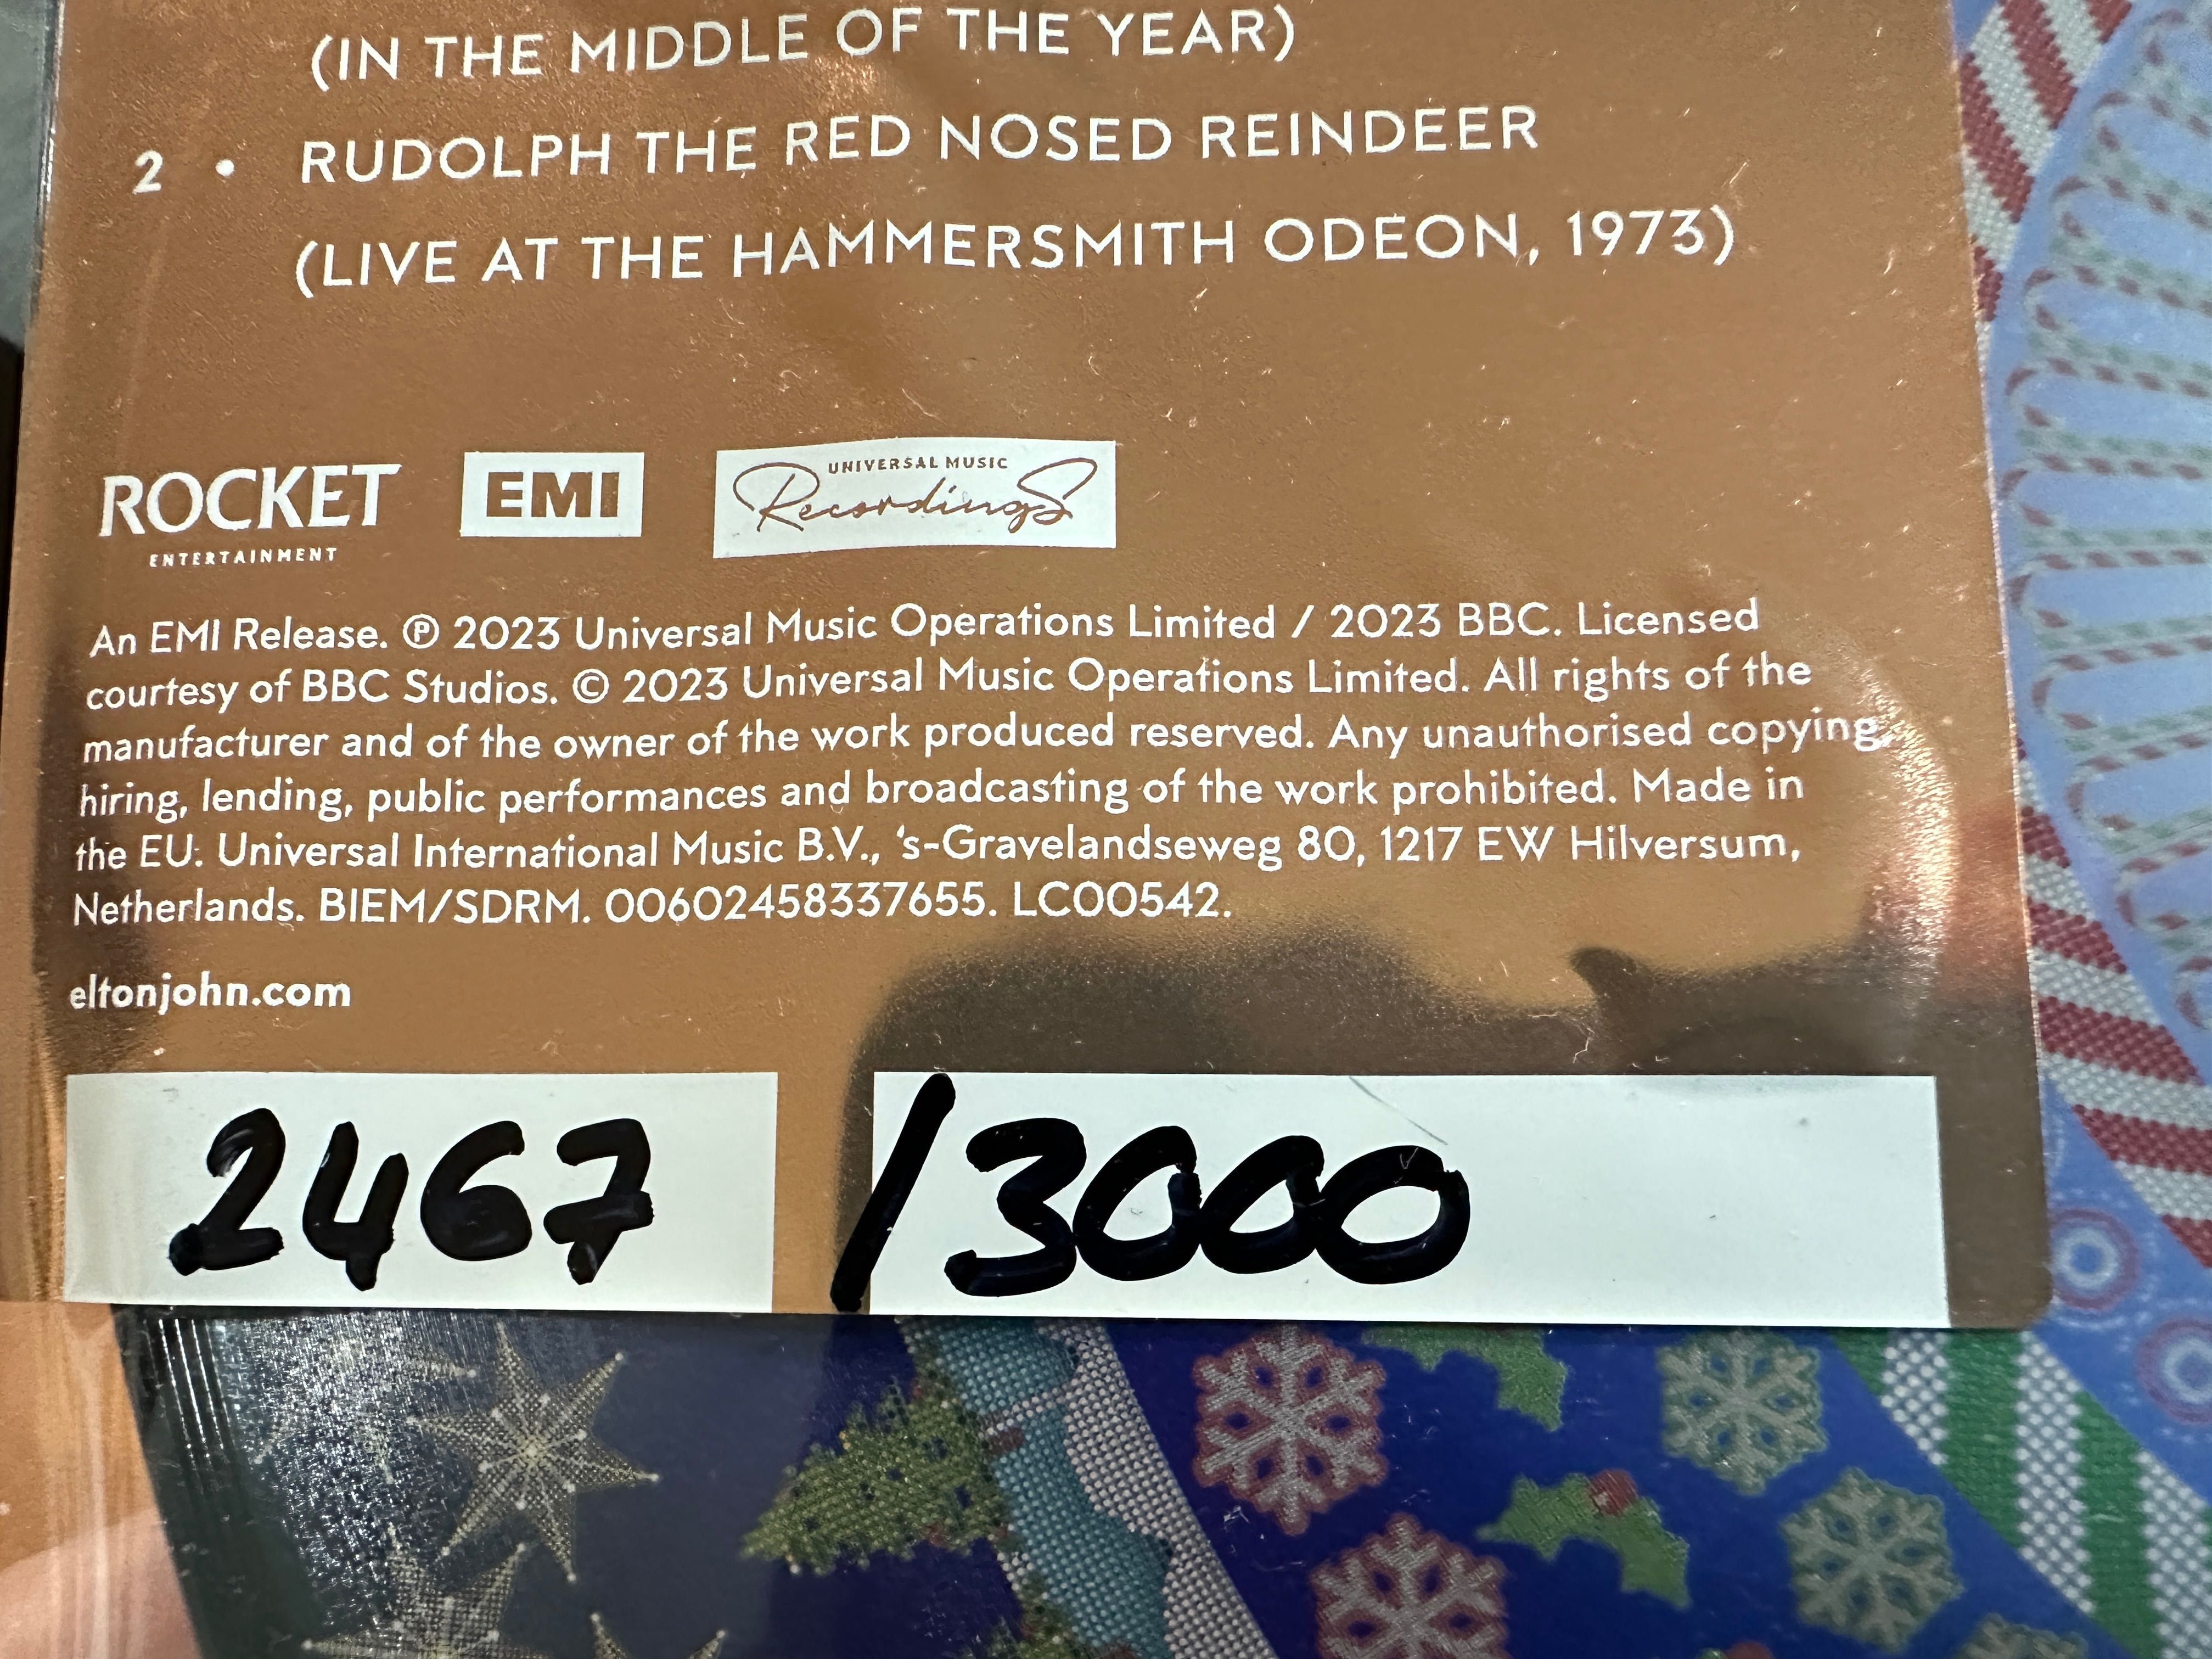 (IN THE MIDDLE OF THE YEAR)
2 • RUDOLPH THE RED NOSED REINDEER
(LIVE AT THE HAMMERSMITH ODEON, 1973)
ROCKET
ENTERTAINMENT
EMI
UNIVERSAL MUSIC
Recordings
An EMI Release. ℗ 2023 Universal Music Operations Limited / 2023 BBC. Licensed
courtesy of BBC Studios. © 2023 Universal Music Operations Limited. All rights of the
manufacturer and of the owner of the work produced reserved. Any unauthorised copying,
hiring, lending, public performances and broadcasting of the work prohibited. Made in
the EU. Universal International Music B.V., ‘s-Gravelandseweg 80, 1217 EW Hilversum,
Netherlands. BIEM/SDRM. 00602458337655. LC00542.
eltonjohn.com
2467 /3000